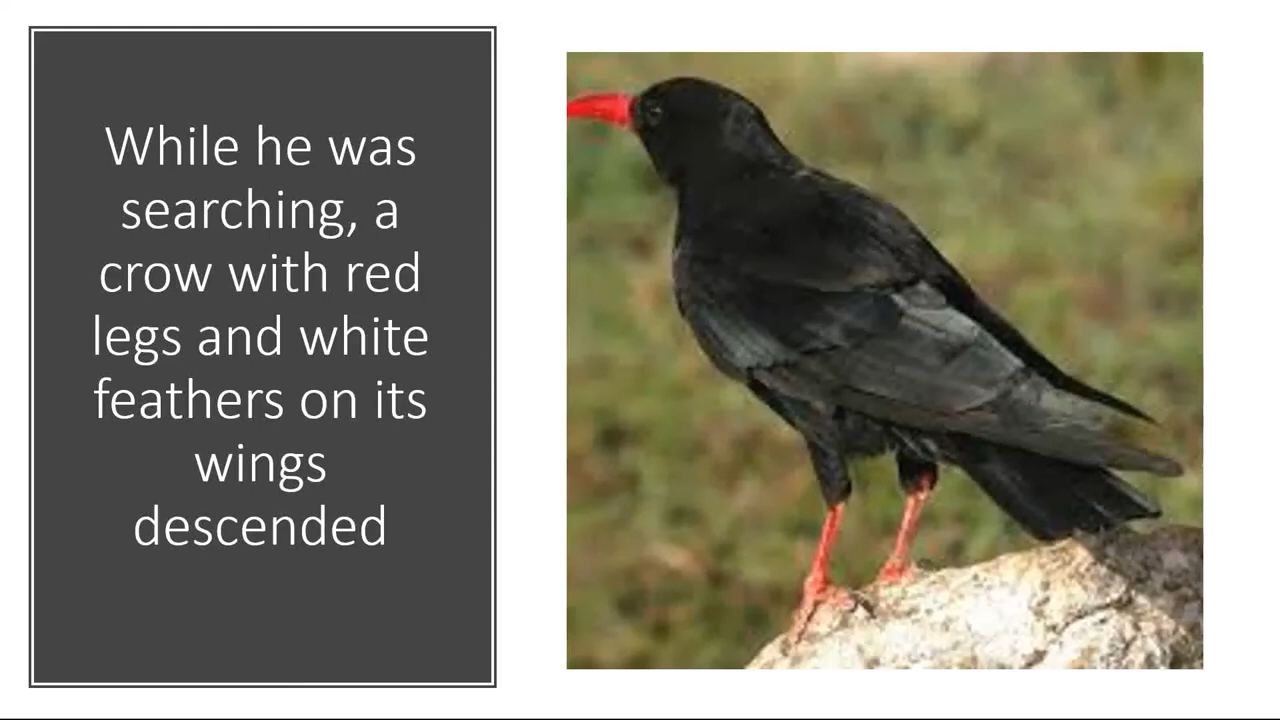 While he was
searching, a
crow with red
legs and white
feathers on its
wings
descended